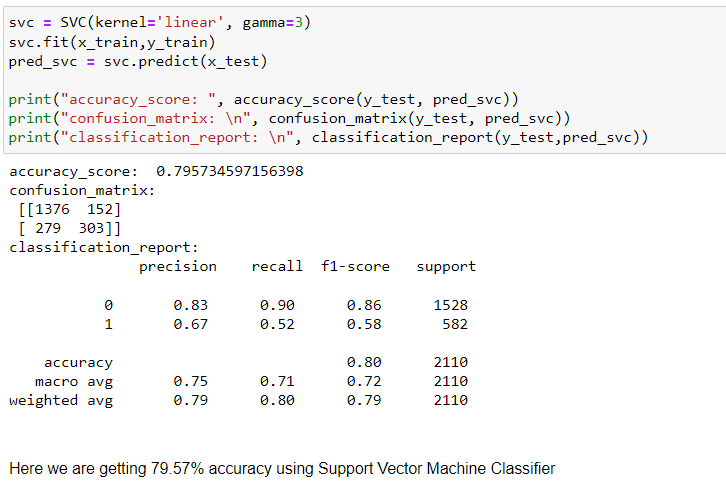 svc = SVC(kernel='linear', gamma=3)
svc.fit(x_train,y_train)
pred_svc = svc.predict(x_test)
print("accuracy_score: ", accuracy_score(y_test, pred_svc))
print("confusion_matrix: \n", confusion_matrix(y_test, pred_svc))
print("classification_report: \n", classification_report(y_test,pred_svc))
accuracy_score:  0.795734597156398
confusion_matrix:
[[1376  152]
[ 279  303]]
classification_report:
precision    recall  f1-score   support
0       0.83      0.90      0.86      1528
1       0.67      0.52      0.58       582
accuracy                           0.80      2110
macro avg       0.75      0.71      0.72      2110
weighted avg       0.79      0.80      0.79      2110
Here we are getting 79.57% accuracy using Support Vector Machine Classifier